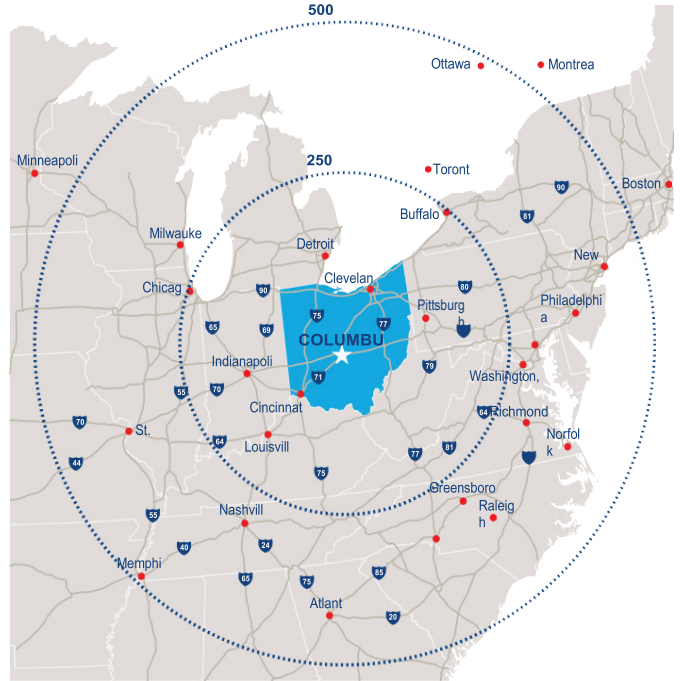 500
Ottawa
Montrea
Minneapoli
250
Toront
90
Boston
Buffalo
81
Milwauke
Detroit
New
Clevelan
Chicag
90
80
Philadelphi
a
Pittsburg
h
75
77
65
69
COLUMBU
Indianapoli
79
Washington,
71
55
70
Cincinnat
64
Richmond
70
St.
64
Louisvill
Norfol
k
81
77
44
75
Greensboro
Raleig
h
Nashvill
55
40
24
Memphi
65
75
85
Atlant
20